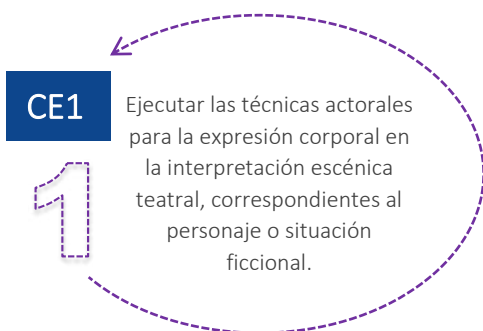 CE1
1
Ejecutar las técnicas actorales
para la expresión corporal en
la interpretación escénica
teatral, correspondientes al
personaje o situación
ficcional.